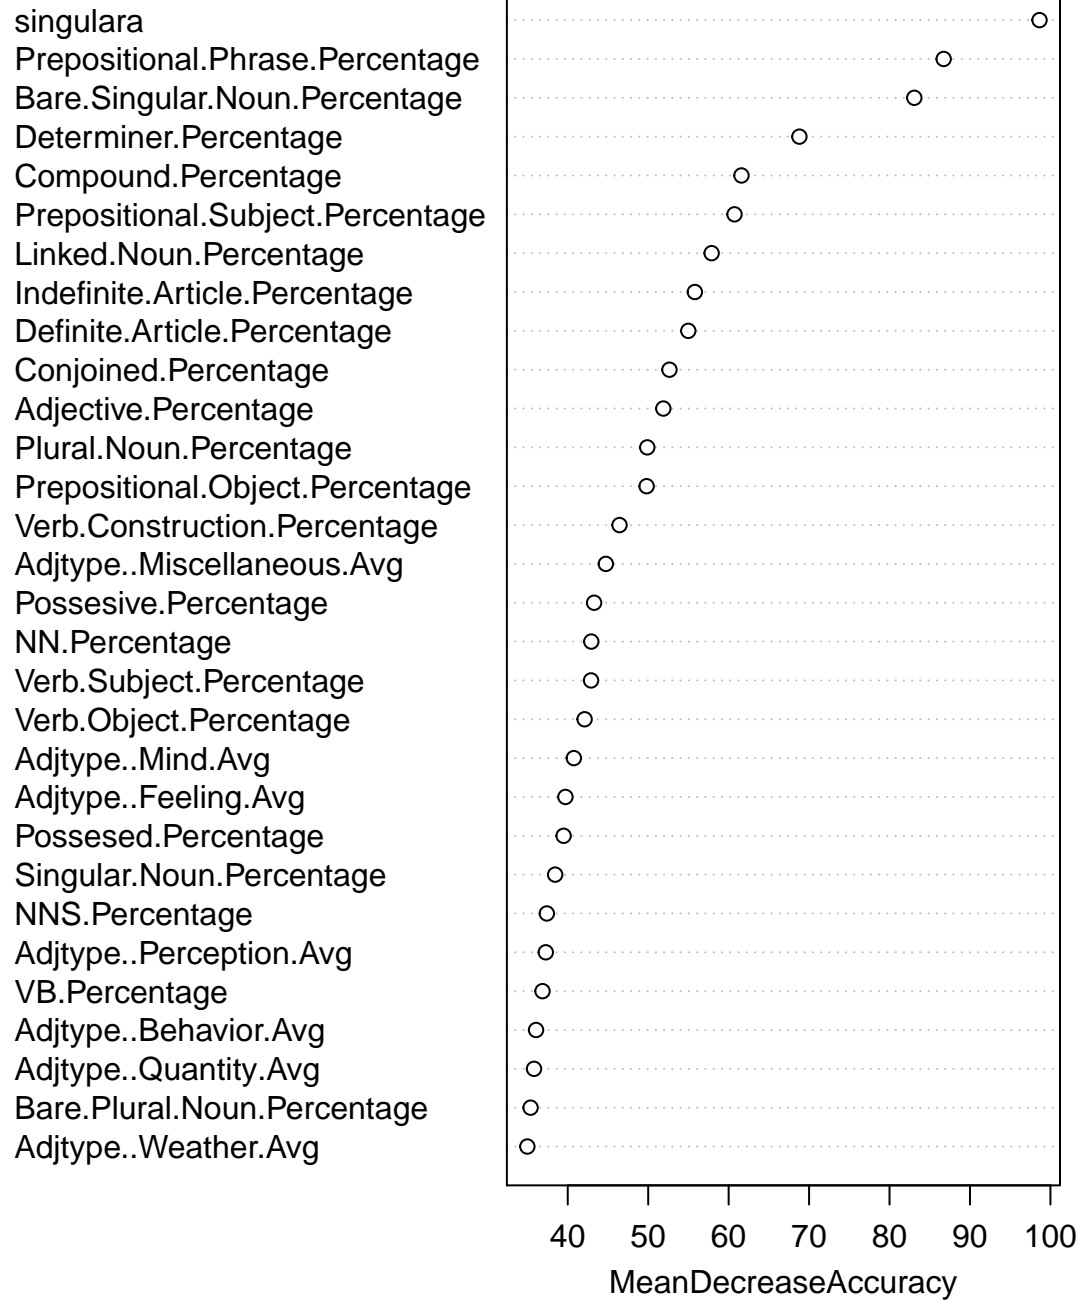 singulara
Prepositional.Phrase.Percentage
Bare.Singular.Noun.Percentage
Determiner.Percentage
Compound.Percentage
Prepositional.Subject.Percentage
Linked.Noun.Percentage
Indefinite.Article.Percentage
Definite.Article.Percentage
Conjoined.Percentage
Adjective.Percentage
Plural.Noun.Percentage
Prepositional.Object.Percentage
Verb.Construction.Percentage
Adjtype..Miscellaneous.Avg
Possesive.Percentage
NN.Percentage
Verb.Subject.Percentage
Verb.Object.Percentage
Adjtype..Mind.Avg
Adjtype..Feeling.Avg
Possesed.Percentage
Singular.Noun.Percentage
NNS.Percentage
Adjtype..Perception.Avg
VB.Percentage
Adjtype..Behavior.Avg
Adjtype..Quantity.Avg
Bare.Plural.Noun.Percentage
Adjtype..Weather.Avg
40 50 60 70 80 90 100
MeanDecreaseAccuracy